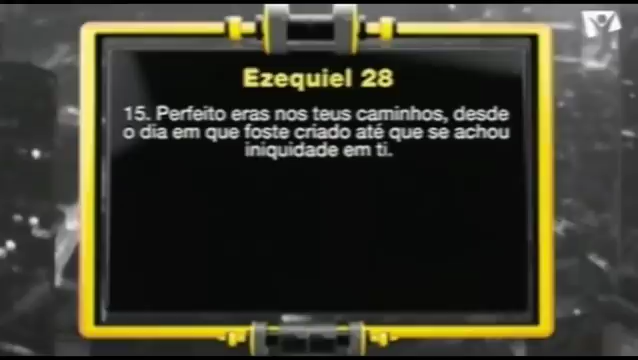 Ezequiel 28
15. Perfeito eras nos teus caminhos, desde
o dia em que foste criado até que se achou
iniquidade em ti.